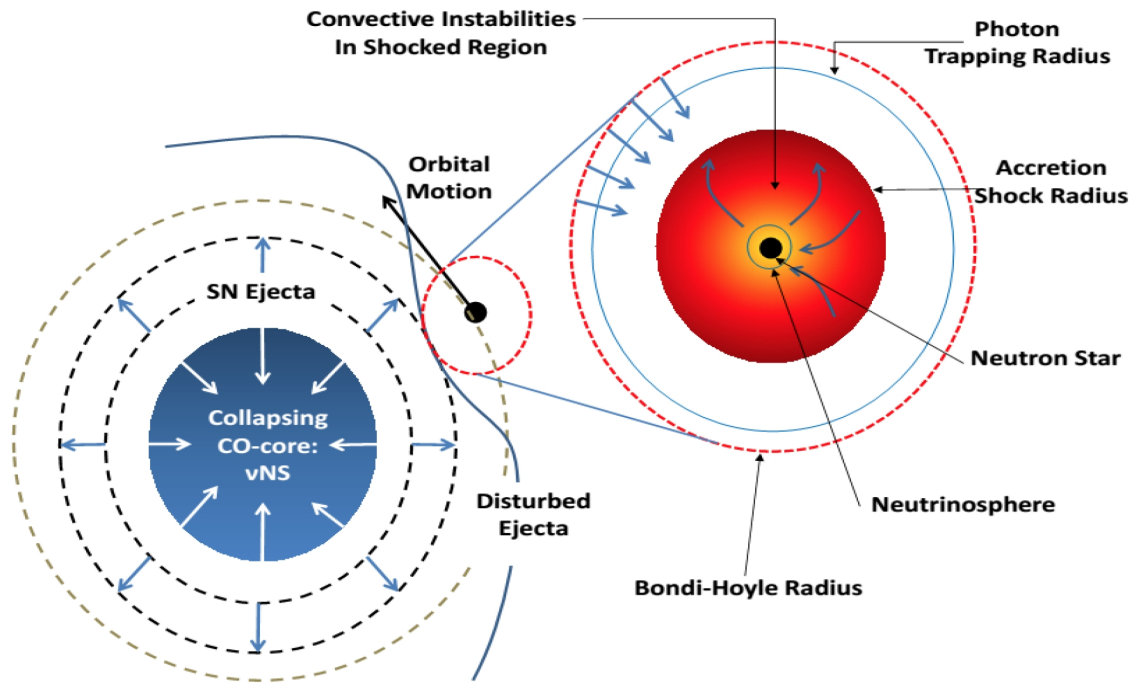 Convective Instabilities
In Shocked Region
Photon
Trapping Radius
Orbital
Motion
Accretion
Shock Radius
SN Ejecta
Neutron Star
Collapsing
CO-core:
νNS
Disturbed
Ejecta
Neutrinosphere
Bondi-Hoyle Radius